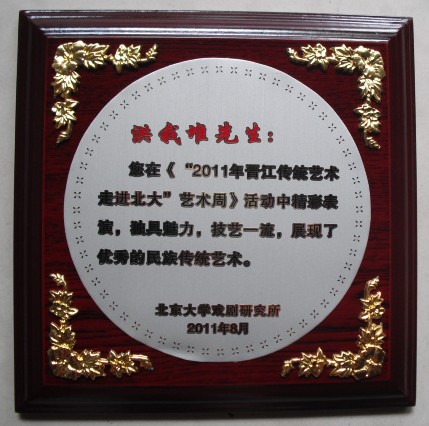 洪我堆先生：
您在《“2011年晋江传统艺术
走进北大”艺术周》活动中精彩表
演，独具魅力，技艺一流，展现了
优秀的民族传统艺术。
北京大学戏剧研究所
2011年8月